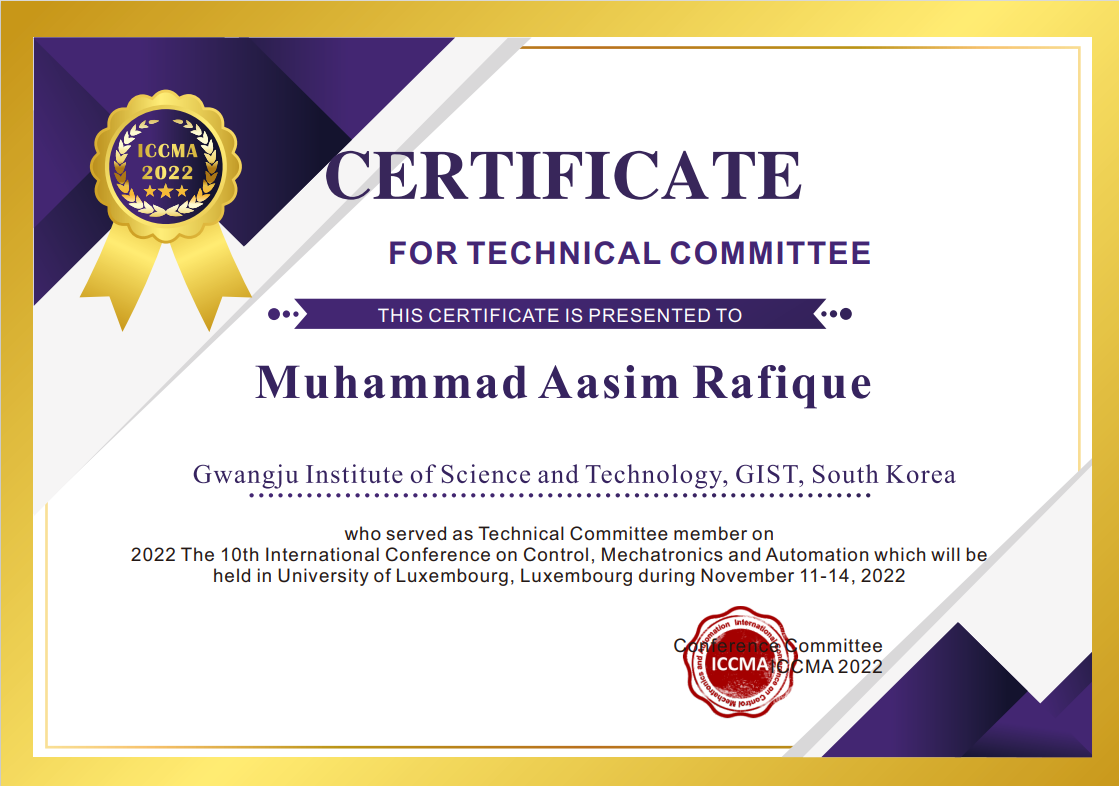 ICCMA
2022
CERTIFICATE
FOR TECHNICAL COMMITTEE
THIS CERTIFICATE IS PRESENTED TO
Muhammad Aasim Rafique
Gwangju Institute of Science and Technology, GIST, South Korea
who served as Technical Committee member on
2022 The 10th International Conference on Control, Mechatronics and Automation which will be
held in University of Luxembourg, Luxembourg during November 11-14, 2022
Conference Committee
ICCMA 2022
International Conference on Control Mechatronics and Automation
ICCMA